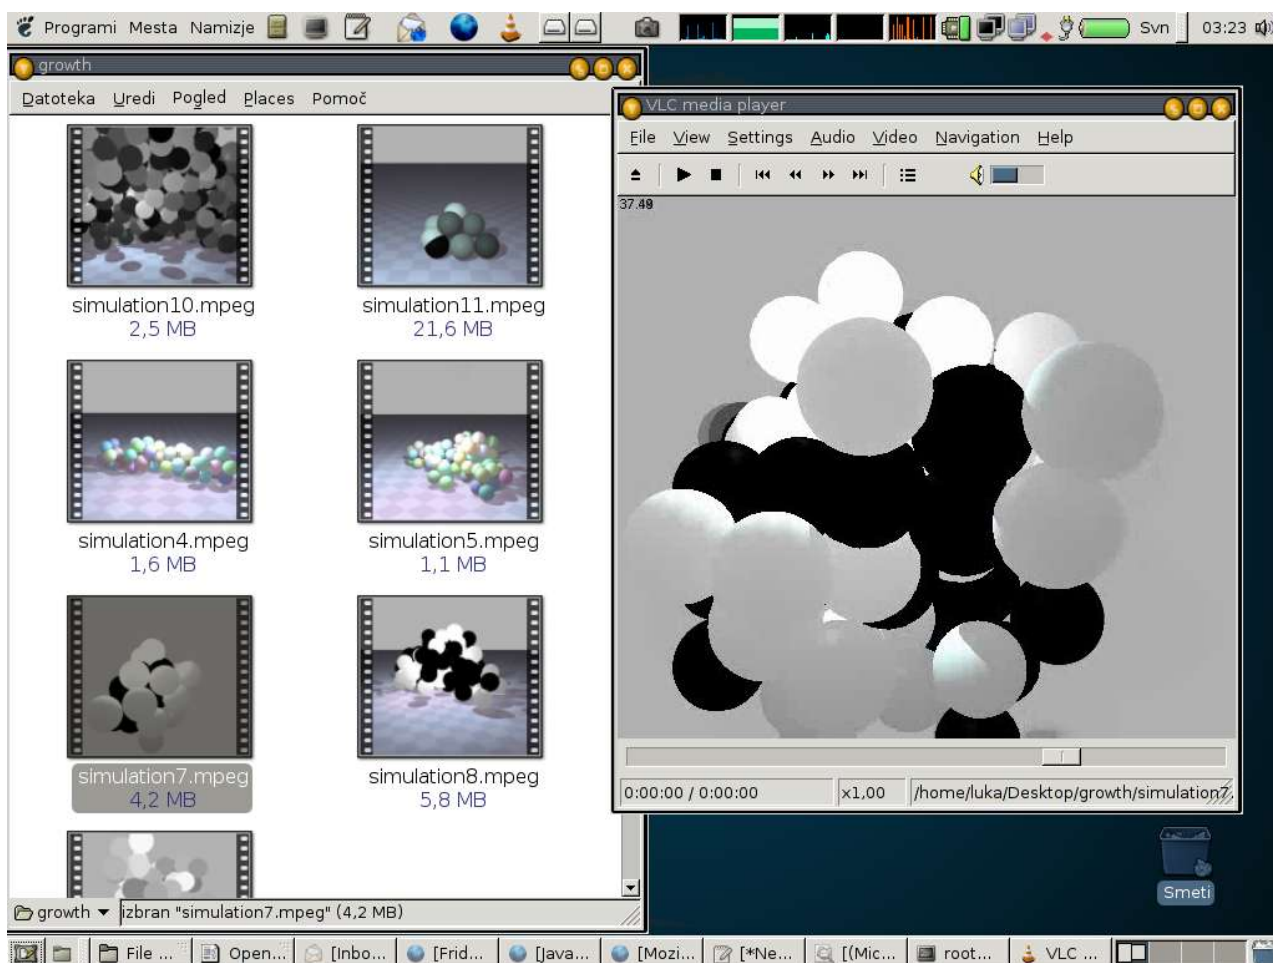 Programi Mesta Namizje
Svn
03:23
growth
Datoteka Uredi Pogled Places Pomoč
simulation10.mpeg
2,5 MB
simulation11.mpeg
21,6 MB
simulation4.mpeg
1,6 MB
simulation5.mpeg
1,1 MB
simulation7.mpeg
4,2 MB
simulation8.mpeg
5,8 MB
growth
izbran "simulation7.mpeg" (4,2 MB)
VLC media player
File View Settings Audio Video Navigation Help
0:00:00 / 0:00:00
x1,00
/home/luka/Desktop/growth/simulation7.
Smeti
File ...
Open...
[Inbo...
[Frid...
[Java...
[Mozi...
[*Ne...
[(Mic...
root...
VLC ...